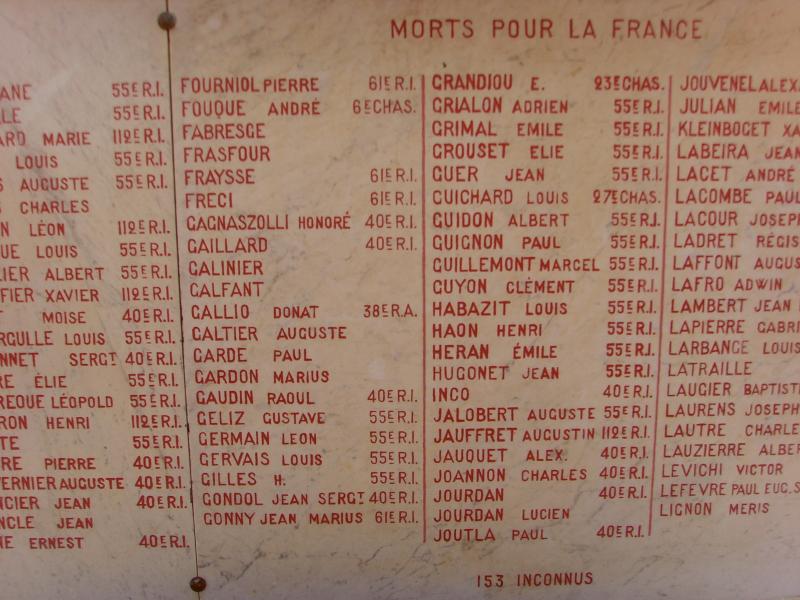 MORTS POUR LA FRANCE
55E R.I.
55E R.I.
MARIE 112E R.I.
LOUIS 55E R.I.
AUGUSTE 55E R.I.
CHARLES
LÉON 112E R.I.
LOUIS 55E R.I.
ALBERT 55E R.I.
XAVIER 112E R.I.
MOISE 40E R.I.
LOUIS 55E R.I.
SERGT 40E R.I.
ÉLIE 55E R.I.
LÉOPOLD 55E R.I.
HENRI 112E R.I.
55E R.I.
PIERRE 40E R.I.
AUGUSTE 40E R.I.
JEAN 40E R.I.
JEAN
ERNEST 40E R.I.
FOURNIOL PIERRE 61E R.I.
FOUQUE ANDRÉ 6E CHAS.
FABRESGE
FRASFOUR
FRAYSSE 61E R.I.
FRECI 61E R.I.
GAGNASZOLLI HONORÉ 40E R.I.
GAILLARD 40E R.I.
GALINIER
GALFANT
GALLIO DONAT 38E R.A.
GALTIER AUGUSTE
GARDE PAUL
GARDON MARIUS
GAUDIN RAOUL 40E R.I.
GELIZ GUSTAVE 55E R.I.
GERMAIN LEON 55E R.I.
GERVAIS LOUIS 55E R.I.
GILLES H. 55E R.I.
GONDOL JEAN SERGT 40E R.I.
GONNY JEAN MARIUS 61E R.I.
GRANDIOU E. 23E CHAS.
GRIALON ADRIEN 55E R.I.
GRIMAL EMILE 55E R.I.
GROUSET ELIE 55E R.I.
GUER JEAN 55E R.I.
GUICHARD LOUIS 27E CHAS.
GUIDON ALBERT 55E R.I.
GUIGNON PAUL 55E R.I.
GUILLEMONT MARCEL 55E R.I.
GUYON CLÉMENT 55E R.I.
HABAZIT LOUIS 55E R.I.
HAON HENRI 55E R.I.
HERAN ÉMILE 55E R.I.
HUGONET JEAN 55E R.I.
INCO 40E R.I.
JALOBERT AUGUSTE 55E R.I.
JAUFFRET AUGUSTIN 112E R.I.
JAUQUET ALEX. 40E R.I.
JOANNON CHARLES 40E R.I.
JOURDAN 40E R.I.
JOURDAN LUCIEN
JOUTLA PAUL 40E R.I.
JOUVENEL ALEX
JULIAN EMILE
KLEINBOGET XA
LABEIRA JEAN
LACET ANDRÉ
LACOMBE PAUL
LACOUR JOSEP
LADRET RÉGIS
LAFFONT AUGUS
LAFRO ADWIN
LAMBERT JEAN
LAPIERRE GABRI
LARBANGE LOUIS
LATRAILLE
LAUGIER BAPTIST
LAURENS JOSEPH
LAUTRE CHARLE
LAUZIERRE ALBER
LEVICHI VICTOR
LEFEVRE PAUL EUG. S
LIGNON MERIS
153 INCONNUS